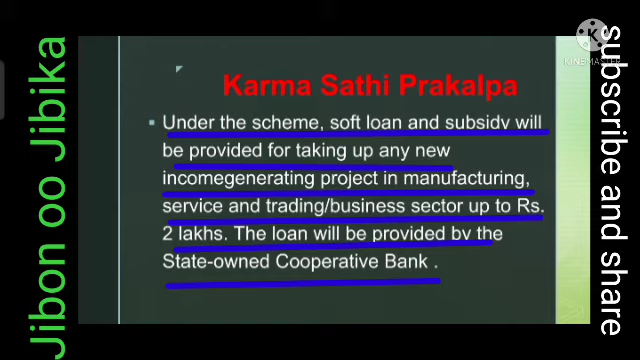 Jibon oo Jibika
Karma Sathi Prakalpa
Under the scheme, soft loan and subsidy will
be provided for taking up any new
incomegenerating project in manufacturing,
service and trading/business sector up to Rs.
2 lakhs. The loan will be provided by the
State-owned Cooperative Bank .
K
KINEMASTER
subscribe and share